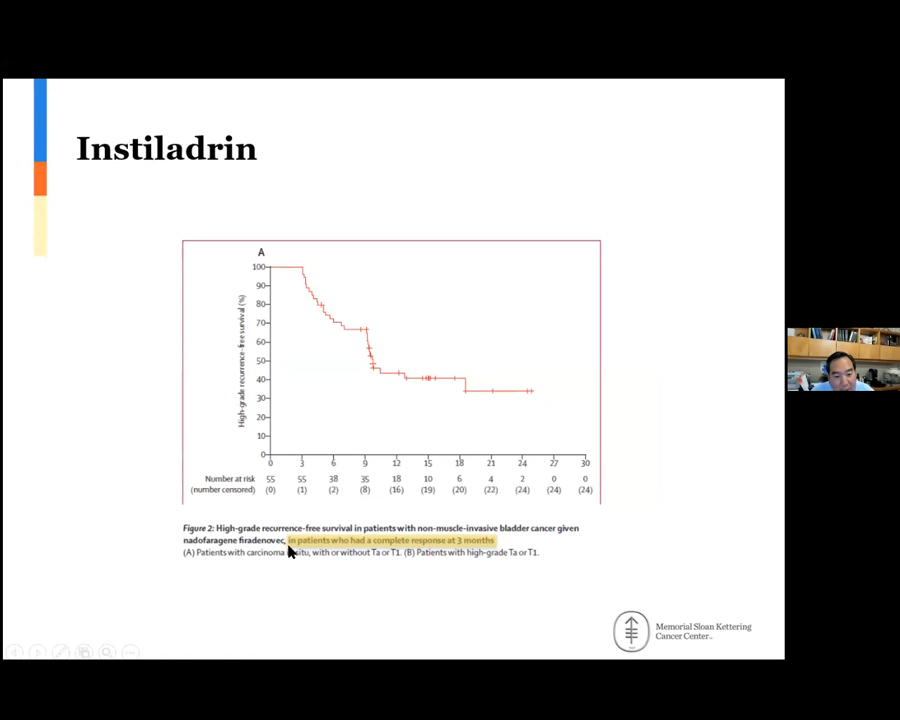 Instiladrin
A
High-grade recurrence-free survival (%)
100
90
80
70
60
50
40
30
20
10
0
0 3 6 9 12 15 18 21 24 27 30
Number at risk 55 55 38 35 18 10 6 4 2 0 0
(number censored) (0) (1) (2) (8) (16) (19) (20) (22) (24) (24) (24)
Figure 2: High-grade recurrence-free survival in patients with non-muscle-invasive bladder cancer given
nadofaragene firadenovec, in patients who had a complete response at 3 months
(A) Patients with carcinoma situ, with or without Ta or T1. (B) Patients with high-grade Ta or T1.
Memorial Sloan Kettering
Cancer Center